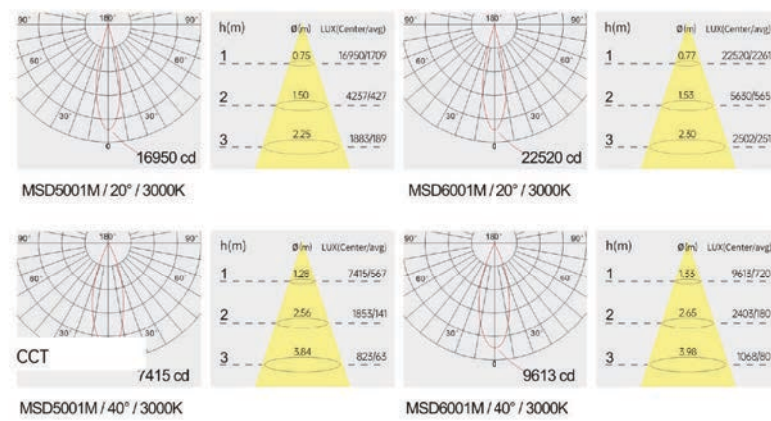 90° 180° 90°
60° 60°
30° 30°
0
16950 cd
h(m) Ø(m) LUX(Center/avg)
1 0.75 16950/1709
2 1.50 4237/427
3 2.25 1883/189
MSD5001M / 20° / 3000K
90° 180° 90°
60° 60°
30° 30°
0
22520 cd
h(m) Ø(m) LUX(Center/avg)
1 0.77 22520/2261
2 1.53 5630/565
3 2.30 2502/251
MSD6001M / 20° / 3000K
90° 180° 90°
60° 60°
30° 30°
CCT
7415 cd
h(m) Ø(m) LUX(Center/avg)
1 1.28 7415/567
2 2.56 1853/141
3 3.84 823/63
MSD5001M / 40° / 3000K
90° 180° 90°
60° 60°
30° 30°
0
9613 cd
h(m) Ø(m) LUX(Center/avg)
1 1.33 9613/720
2 2.65 2403/180
3 3.98 1068/80
MSD6001M / 40° / 3000K